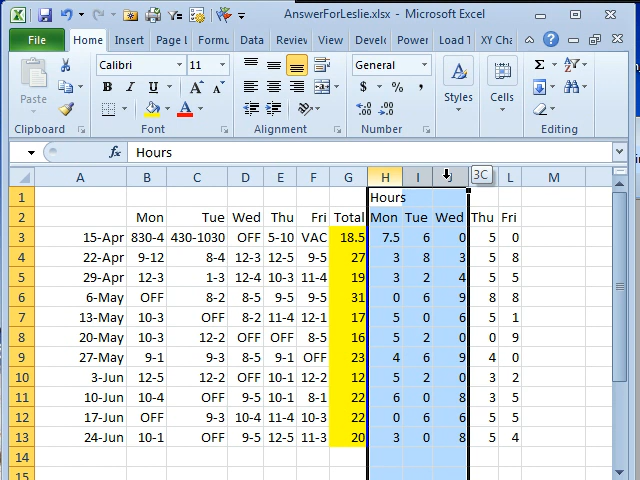 AnswerForLeslie.xlsx - Microsoft Excel
File Home Insert Page L Formu Data Review View Develo Power Load T XY Cha
Calibri 11 General
Paste B I U A A $ % , Styles Cells
Clipboard Font Alignment Number Editing
fx Hours
A B C D E F G H I J 3C L M
1 Hours
2 Mon Tue Wed Thu Fri Total Mon Tue Wed Thu Fri
3 15-Apr 830-4 430-1030 OFF 5-10 VAC 18.5 7.5 6 0 5 0
4 22-Apr 9-12 8-4 12-3 12-5 9-5 27 3 8 3 5 8
5 29-Apr 12-3 1-3 12-4 10-3 11-4 19 3 2 4 5 5
6 6-May OFF 8-2 8-5 9-5 9-5 31 0 6 9 8 8
7 13-May 10-3 OFF 8-2 11-4 12-1 17 5 0 6 5 1
8 20-May 10-3 12-2 OFF OFF 8-5 16 5 2 0 0 9
9 27-May 9-1 9-3 8-5 9-1 OFF 23 4 6 9 4 0
10 3-Jun 12-5 12-2 OFF 10-1 12-2 12 5 2 0 3 2
11 10-Jun 10-4 OFF 9-5 10-1 8-1 22 6 0 8 3 5
12 17-Jun OFF 9-3 10-4 11-4 10-3 22 0 6 6 5 5
13 24-Jun 10-1 OFF 9-5 12-5 11-3 20 3 0 8 5 4
14
15